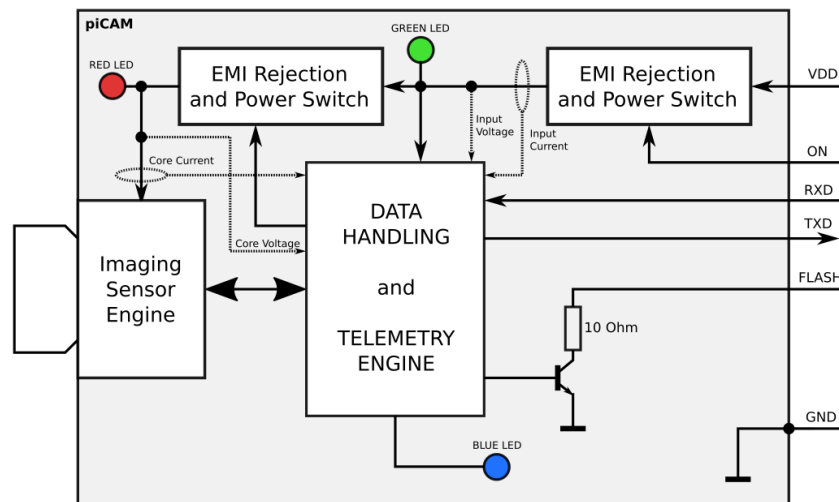 piCAM
GREEN LED
RED LED
EMI Rejection
and Power Switch
EMI Rejection
and Power Switch
VDD
Input
Voltage
Input
Current
ON
Core Current
RXD
DATA
HANDLING
and
TELEMETRY
ENGINE
TXD
Core Voltage
Imaging
Sensor
Engine
FLASH
10 Ohm
GND
BLUE LED